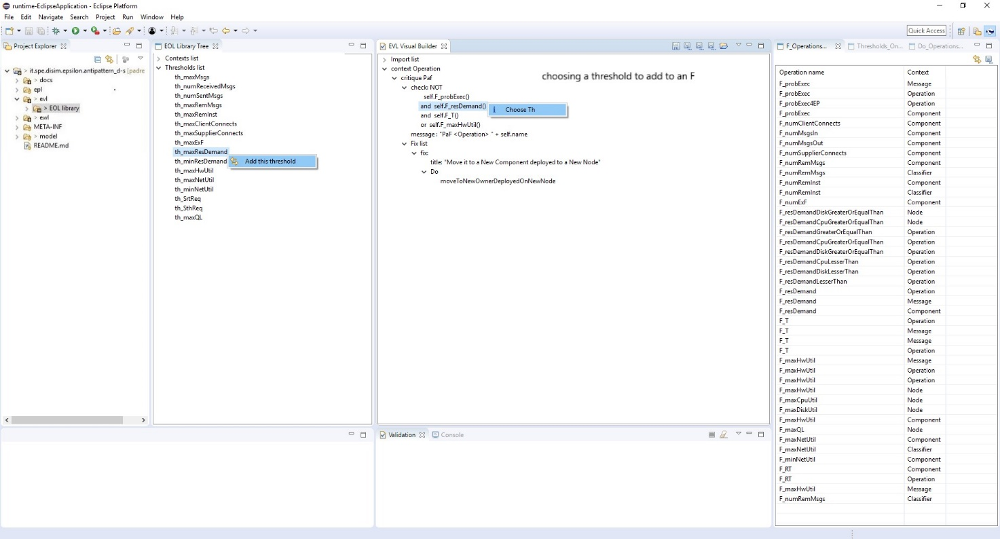 runtime-EclipseApplication - Eclipse Platform
File Edit Navigate Search Project Run Window Help
Quick Access
Project Explorer
> it.spe.disim.epsilon.antipattern_d-s [padre
> docs
epl
> evl
> EOL library
> ewl
META-INF
> model
README.md
EOL Library Tree
Contexts list
Thresholds list
th_maxMsgs
th_numReceivedMsgs
th_numSentMsgs
th_maxRemMsgs
th_maxRemInst
th_maxClientConnects
th_maxSupplierConnects
th_maxExF
th_maxResDemand
th_minResDemand
Add this threshold
th_maxHwUtil
th_maxNetUtil
th_minNetUtil
th_SrtReq
th_SthReq
th_maxQL
EVL Visual Builder
Import list
context Operation
choosing a threshold to add to an F
critique Paf
check: NOT
self.F_probExec()
and self.F_resDemand()
Choose Th
and self.F_T()
or self.F_maxHwUtil()
message : "PaF <Operation> " + self.name
Fix list
fix:
title: "Move it to a New Component deployed to a New Node"
Do
moveToNewOwnerDeployedOnNewNode
Validation Console
F_Operations... Thresholds_On... Do_Operations...
Operation name Context
F_probExec Message
F_probExec Operation
F_probExec4EP Operation
F_probExec Component
F_numClientConnects Component
F_numMsgsIn Component
F_numMsgsOut Component
F_numSupplierConnects Component
F_numRemMsgs Component
F_numRemMsgs Classifier
F_numRemInst Component
F_numRemInst Classifier
F_numExF Component
F_resDemandDiskGreaterOrEqualThan Node
F_resDemandCpuGreaterOrEqualThan Node
F_resDemandGreaterOrEqualThan Operation
F_resDemandCpuGreaterOrEqualThan Operation
F_resDemandDiskGreaterOrEqualThan Operation
F_resDemandCpuLesserThan Operation
F_resDemandDiskLesserThan Operation
F_resDemandLesserThan Operation
F_resDemand Operation
F_resDemand Message
F_resDemand Component
F_T Operation
F_T Message
F_T Message
F_T Operation
F_maxHwUtil Message
F_maxHwUtil Operation
F_maxHwUtil Operation
F_maxHwUtil Node
F_maxCpuUtil Node
F_maxDiskUtil Node
F_maxHwUtil Component
F_maxQL Node
F_maxNetUtil Component
F_maxNetUtil Classifier
F_minNetUtil Component
F_RT Component
F_RT Operation
F_maxHwUtil Message
F_numRemMsgs Classifier